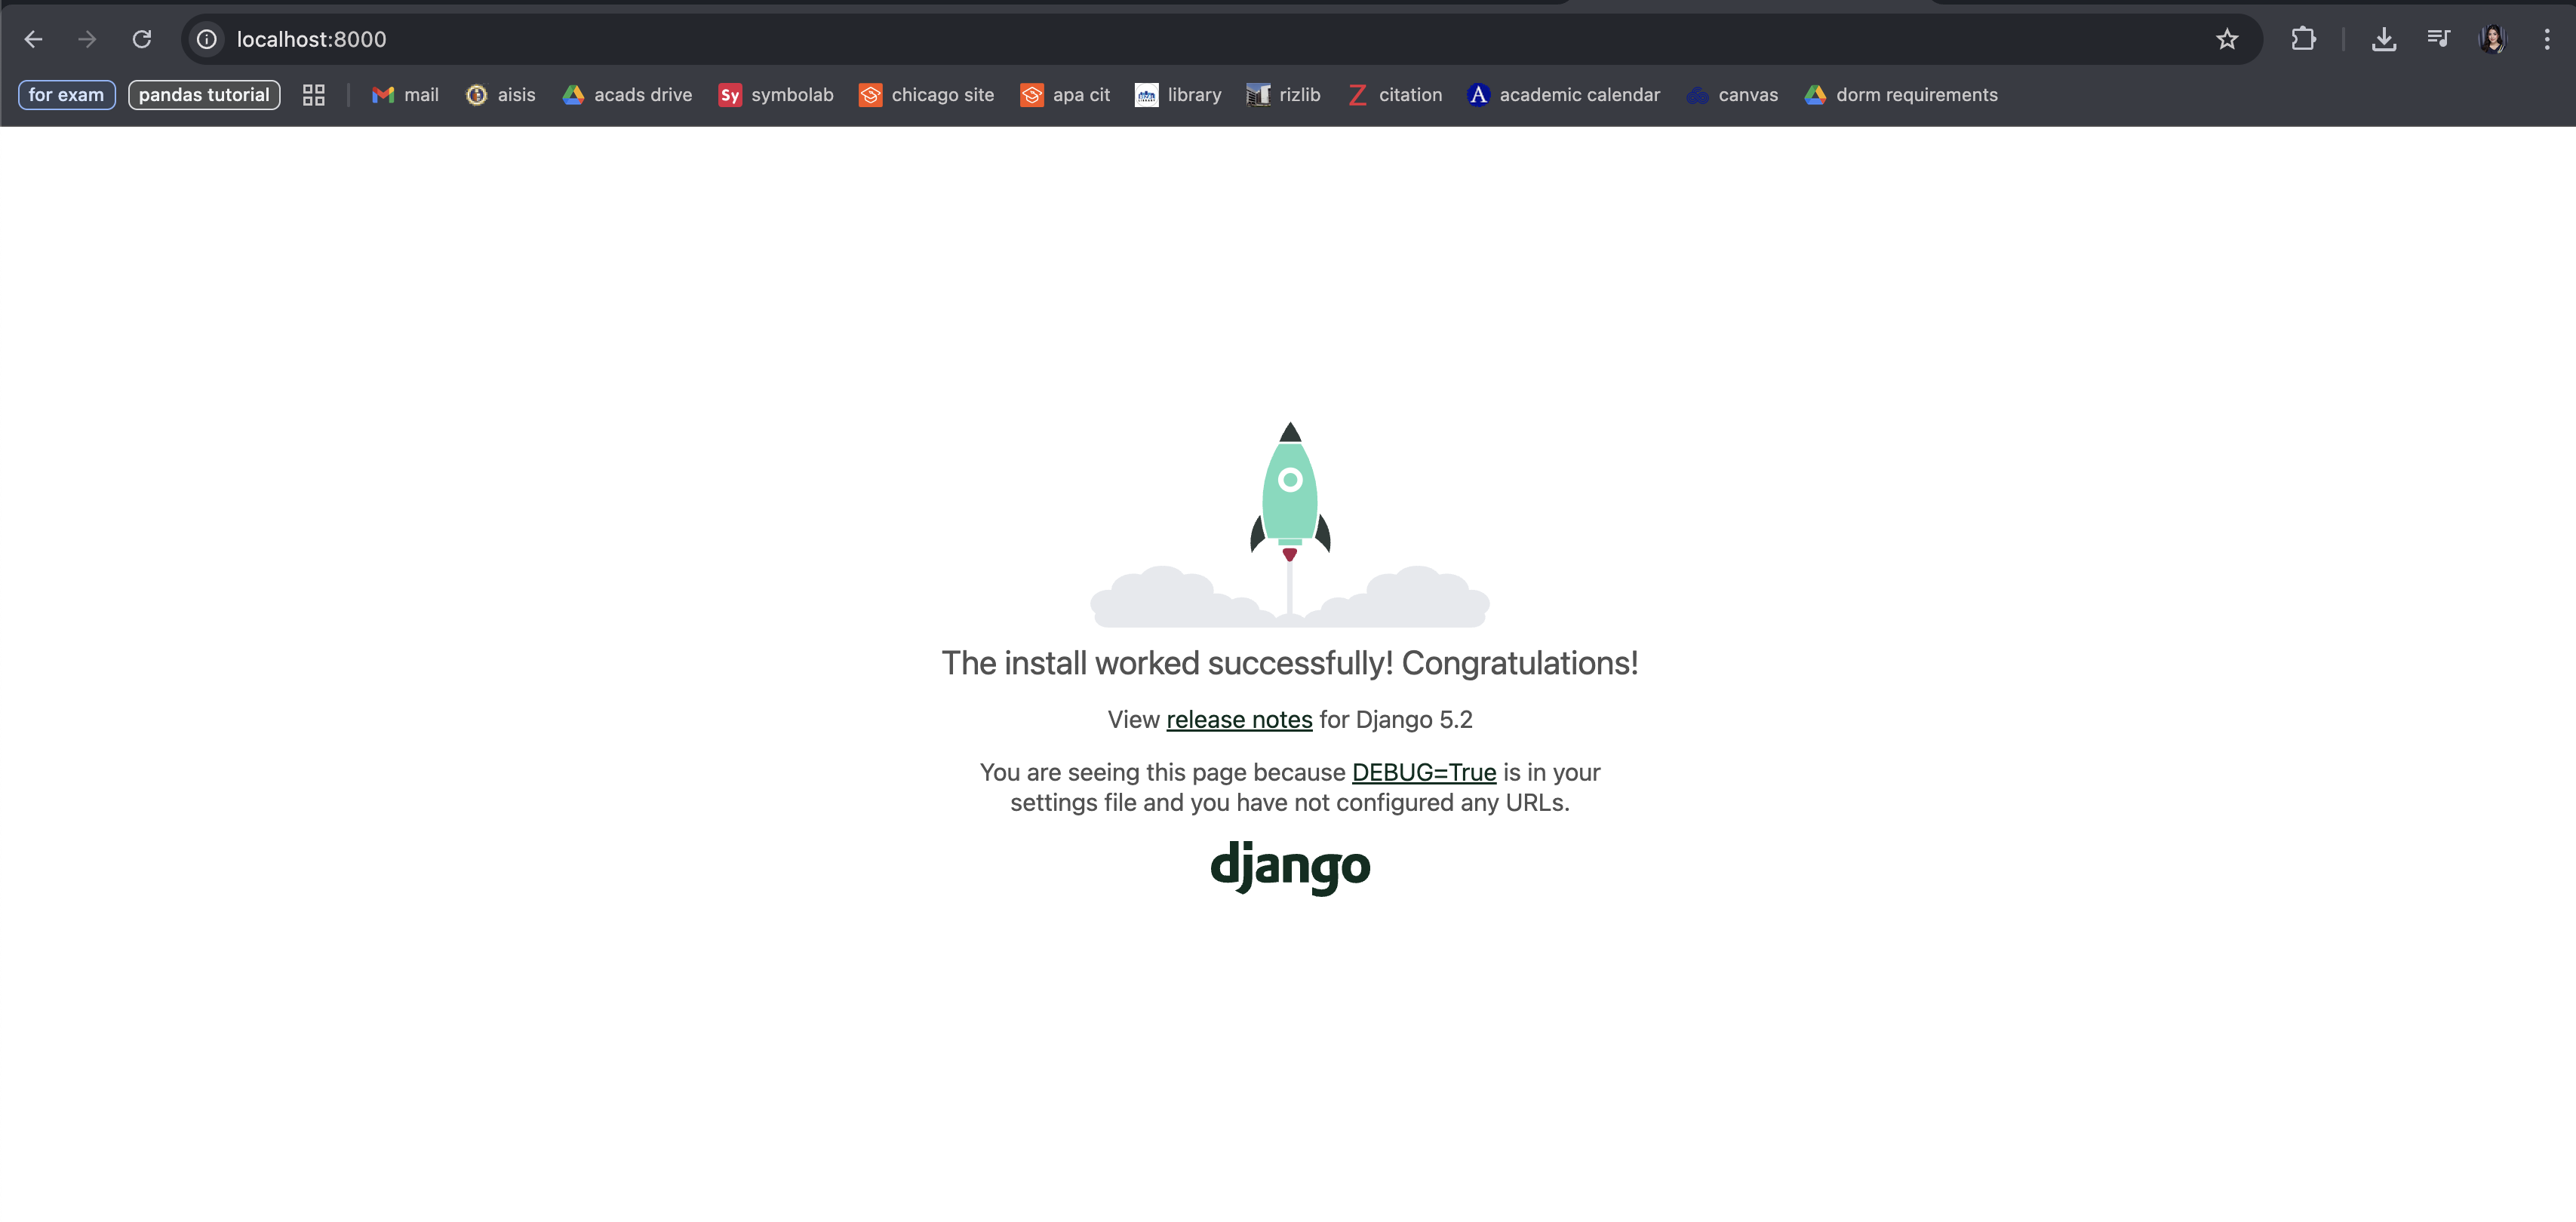 localhost:8000
for exam pandas tutorial mail aisis acads drive Sy symbolab chicago site apa cit library rizlib Z citation A academic calendar canvas dorm requirements
The install worked successfully! Congratulations!
View release notes for Django 5.2
You are seeing this page because DEBUG=True is in your
settings file and you have not configured any URLs.
django